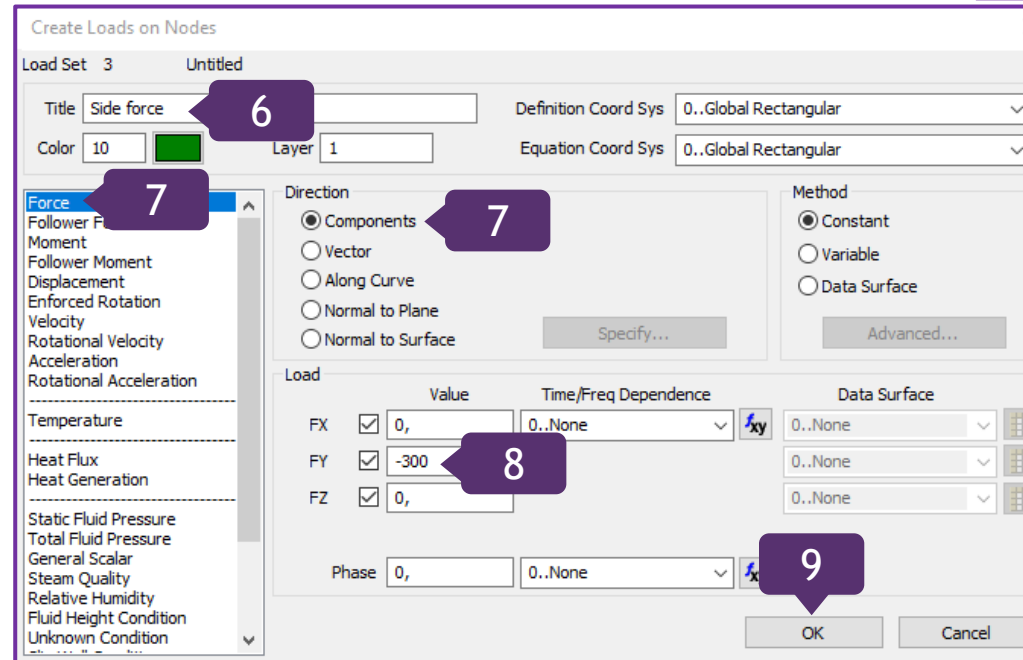 Create Loads on Nodes
Load Set 3 Untitled
Title Side force 6 Definition Coord Sys 0..Global Rectangular
Color 10 Layer 1 Equation Coord Sys 0..Global Rectangular
Force 7
Follower F
Moment
Follower Moment
Displacement
Enforced Rotation
Velocity
Rotational Velocity
Acceleration
Rotational Acceleration
Temperature
Heat Flux
Heat Generation
Static Fluid Pressure
Total Fluid Pressure
General Scalar
Steam Quality
Relative Humidity
Fluid Height Condition
Unknown Condition
Direction
Components 7
Vector
Along Curve
Normal to Plane
Normal to Surface
Specify...
Method
Constant
Variable
Data Surface
Advanced...
Load
Value Time/Freq Dependence Data Surface
FX 0, 0..None fxy 0..None
FY -300 8 0..None
FZ 0, 0..None
Phase 0, 0..None fx 9
OK Cancel